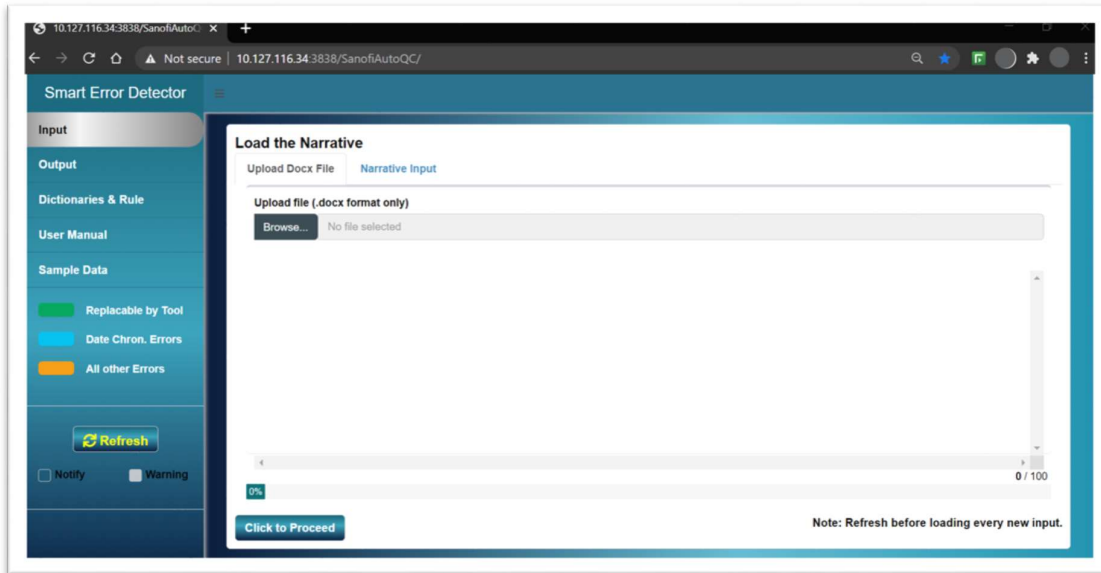 10.127.116.34:3838/SanofiAutoQ
Not secure | 10.127.116.34:3838/SanofiAutoQC/
Smart Error Detector
Input
Output
Dictionaries & Rule
User Manual
Sample Data
Replacable by Tool
Date Chron. Errors
All other Errors
Refresh
Notify Warning
Load the Narrative
Upload Docx File Narrative Input
Upload file (.docx format only)
Browse... No file selected
0 / 100
0%
Click to Proceed
Note: Refresh before loading every new input.